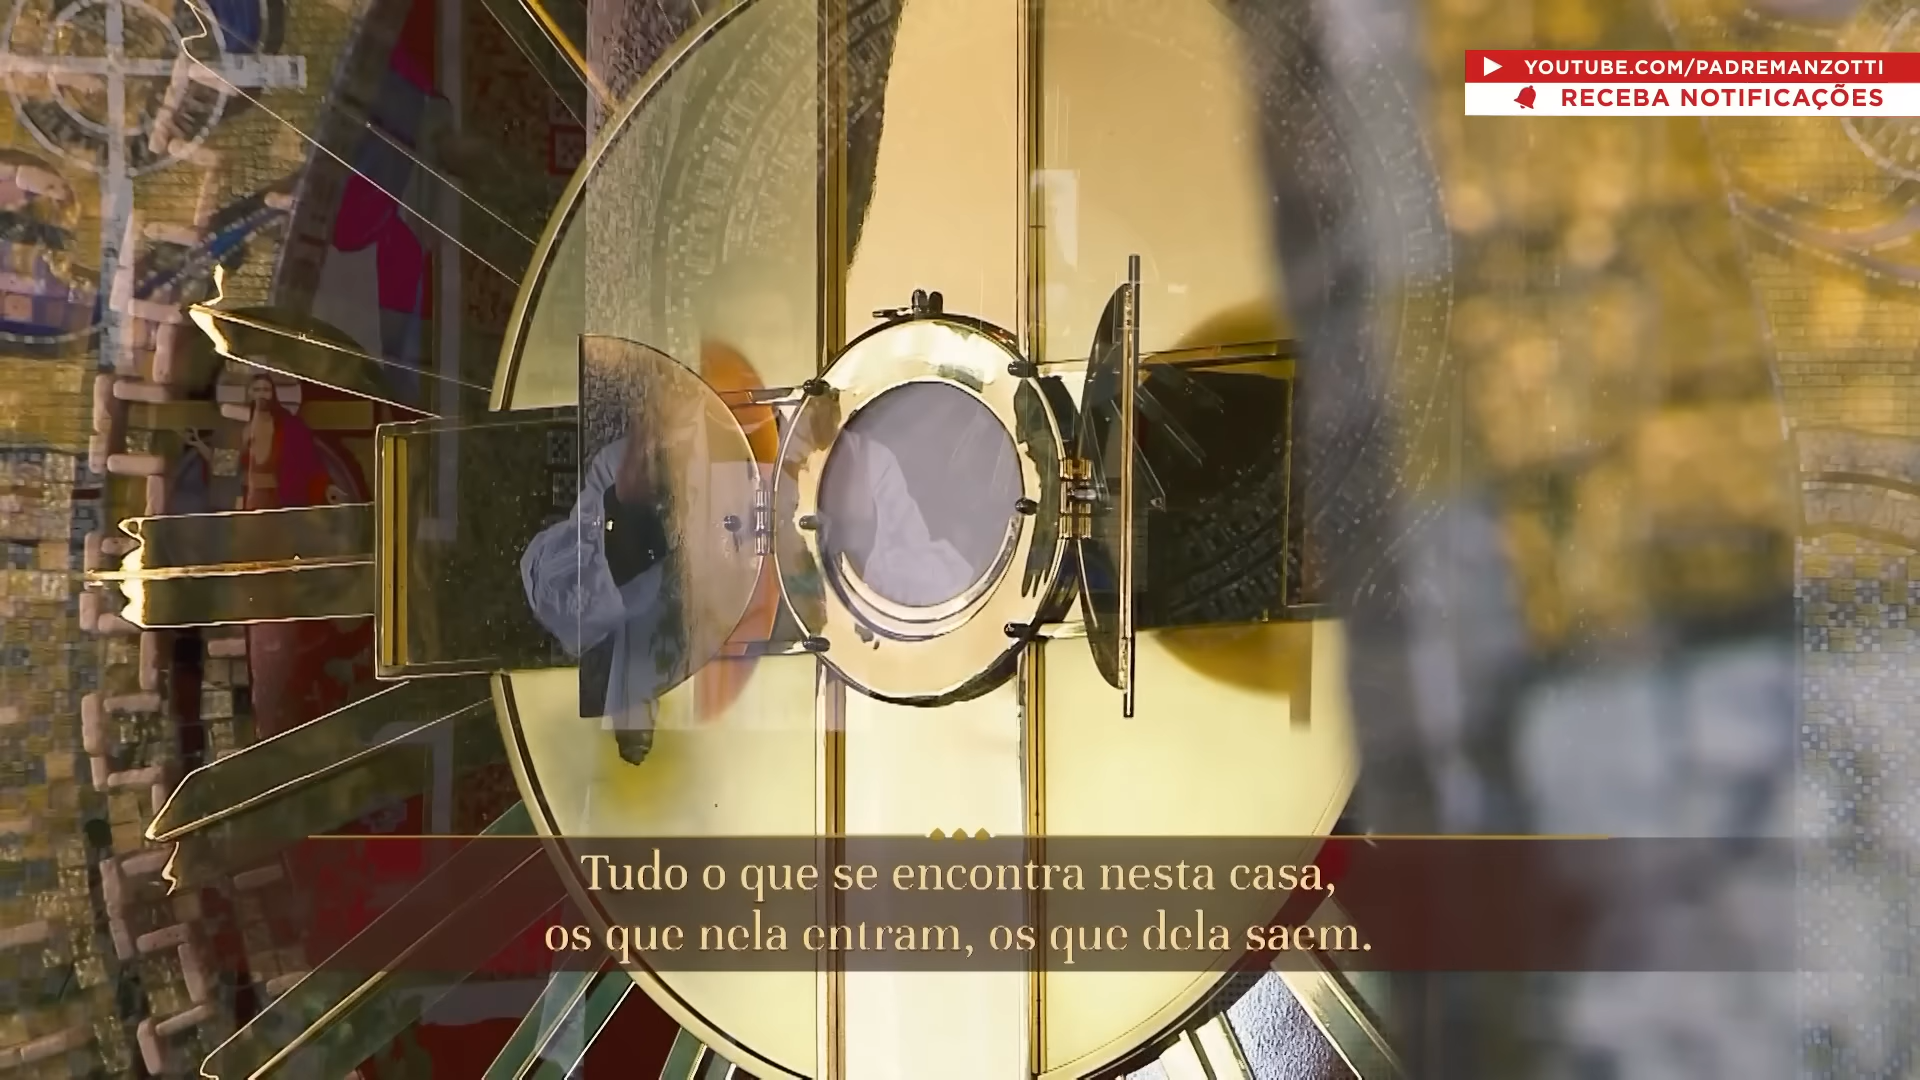 YOUTUBE.COM/PADREMANZOTTI
RECEBA NOTIFICAÇÕES
Tudo o que se encontra nesta casa,
os que nela entram, os que dela saem.